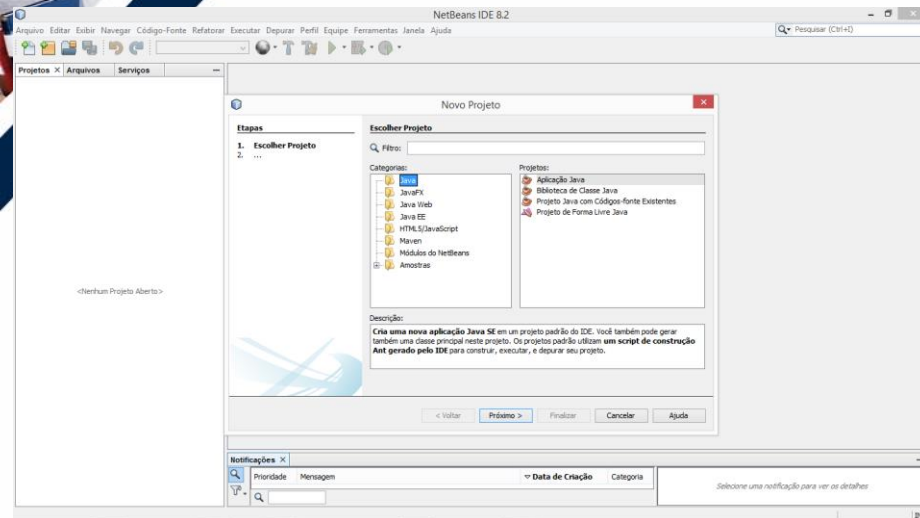 NetBeans IDE 8.2
Arquivo Editar Exibir Navegar Código-Fonte Refatorar Executar Depurar Perfil Equipe Ferramentas Janela Ajuda
Pesquisar (Ctrl+I)
Projetos Arquivos Serviços
<Nenhum Projeto Aberto>
Novo Projeto
Etapas
1. Escolher Projeto
2. ...
Escolher Projeto
Filtro:
Categorias:
Java
JavaFX
Java Web
Java EE
HTML5/JavaScript
Maven
Módulos do NetBeans
Amostras
Projetos:
Aplicação Java
Biblioteca de Classe Java
Projeto Java com Códigos-fonte Existentes
Projeto de Forma Livre Java
Descrição:
Cria uma nova aplicação Java SE em um projeto padrão do IDE. Você também pode gerar
também uma classe principal neste projeto. Os projetos padrão utilizam um script de construção
Ant gerado pelo IDE para construir, executar, e depurar seu projeto.
< Voltar Próximo > Finalizar Cancelar Ajuda
Notificações
Prioridade Mensagem Data de Criação Categoria
Selecione uma notificação para ver os detalhes